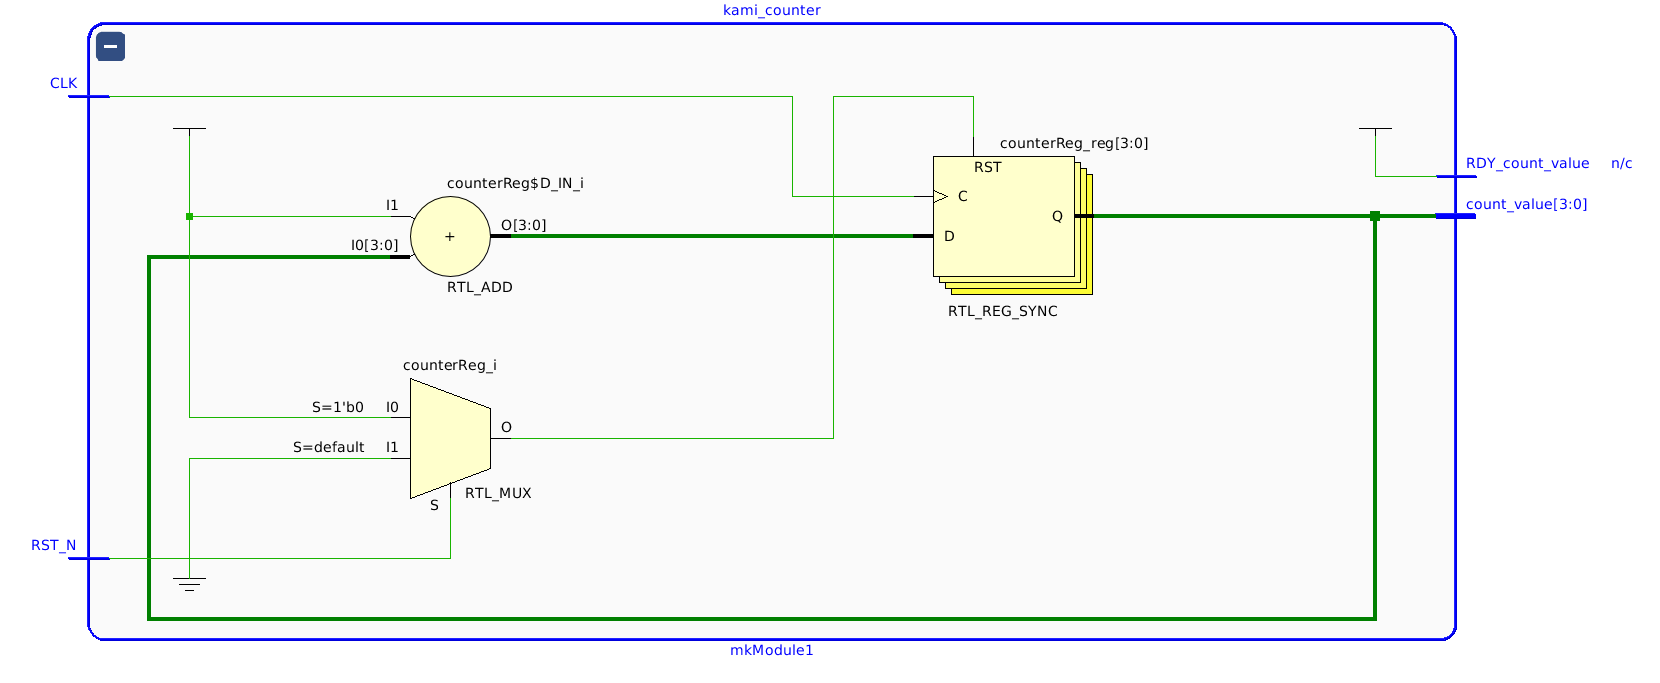 kami_counter
CLK
counterReg_reg[3:0]
RST
RDY_count_value n/c
counterReg$D_IN_i
C
I1
count_value[3:0]
Q
O[3:0]
+
D
I0[3:0]
RTL_ADD
RTL_REG_SYNC
counterReg_i
S=1'b0 I0
O
S=default I1
RTL_MUX
S
RST_N
mkModule1